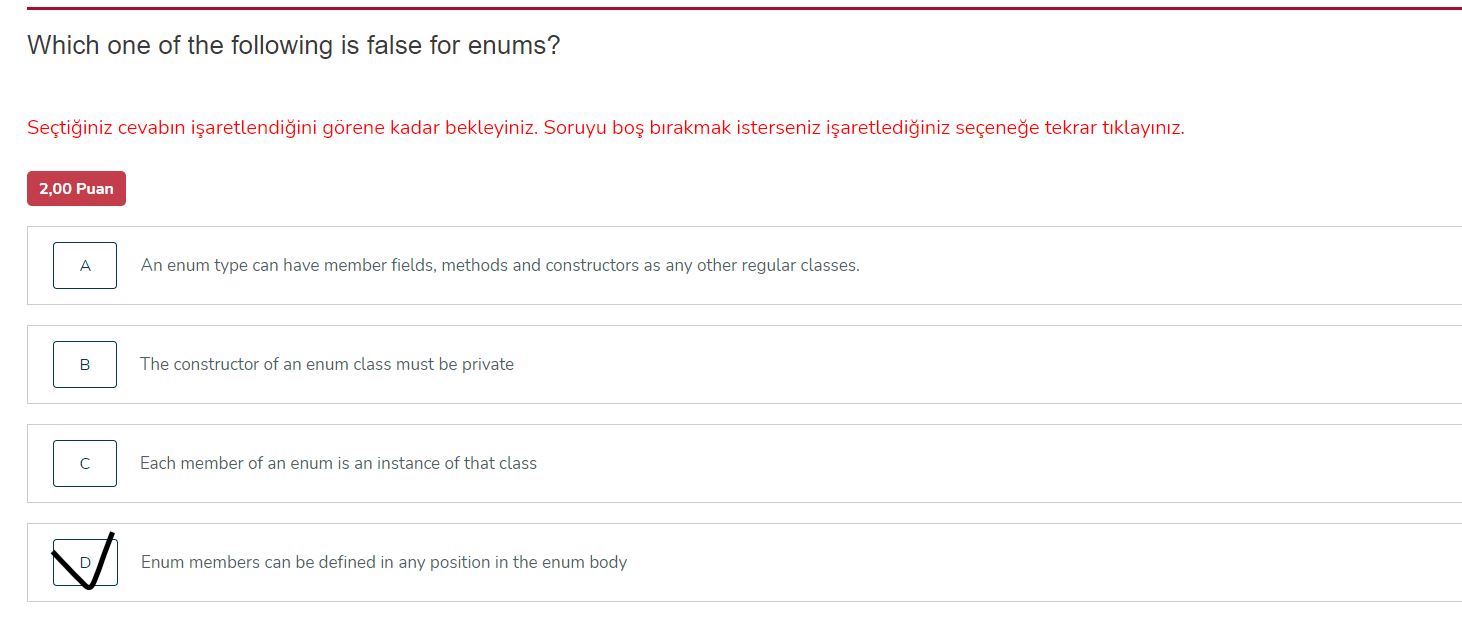 Which one of the following is false for enums?
Seçtiğiniz cevabın işaretlendiğini görene kadar bekleyiniz. Soruyu boş bırakmak isterseniz işaretlediğiniz seçeneğe tekrar tıklayınız.
2,00 Puan
A An enum type can have member fields, methods and constructors as any other regular classes.
B The constructor of an enum class must be private
C Each member of an enum is an instance of that class
D Enum members can be defined in any position in the enum body